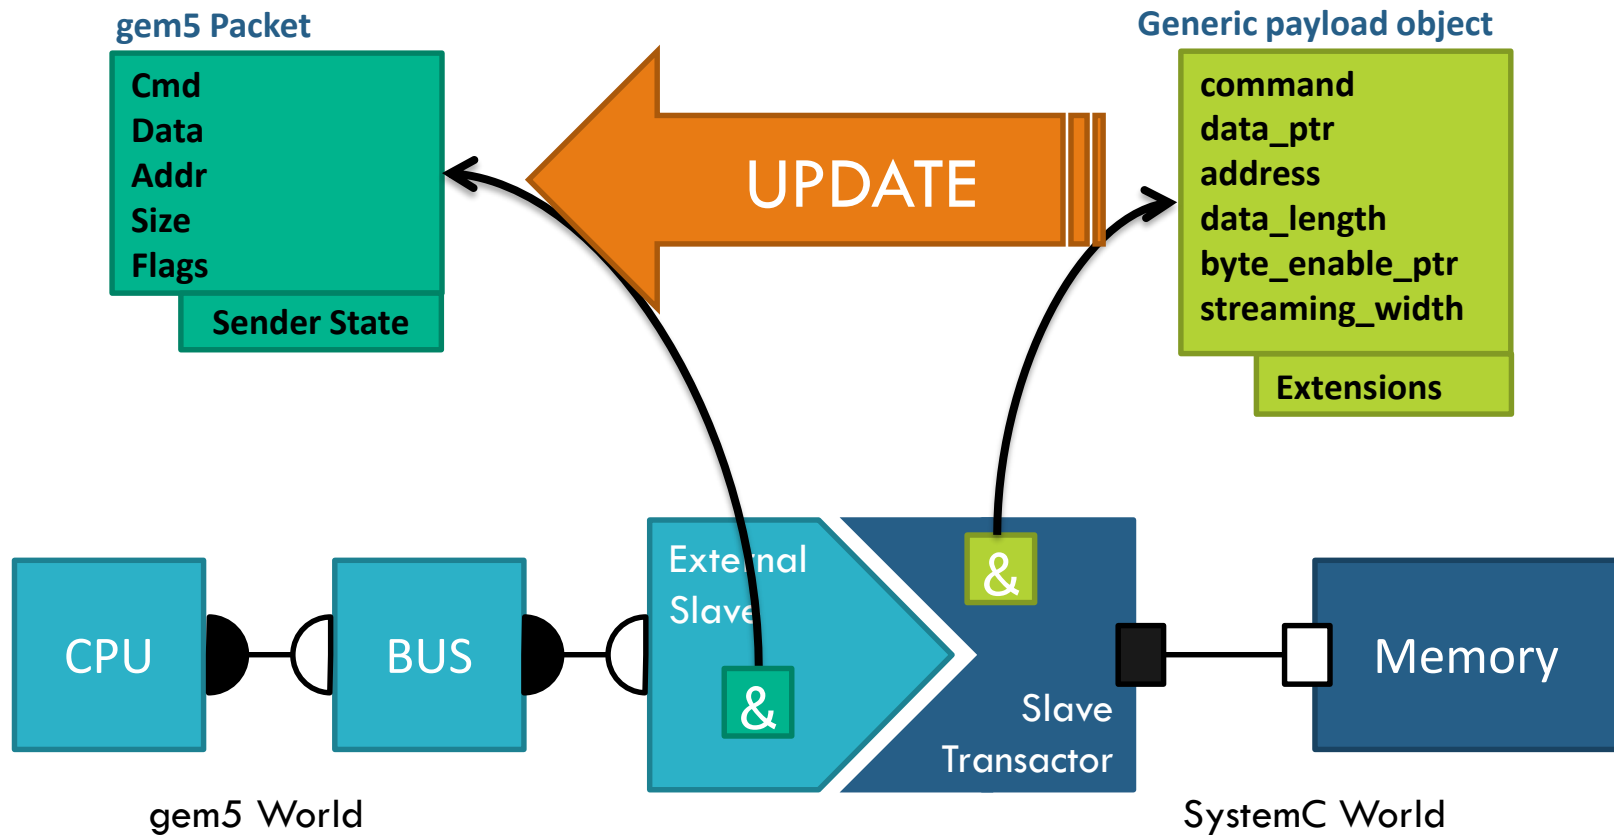 gem5 Packet
Generic payload object
Cmd
Data
Addr
Size
Flags
Sender State
UPDATE
command
data_ptr
address
data_length
byte_enable_ptr
streaming_width
Extensions
CPU
BUS
External
Slave
&
&
Slave
Transactor
Memory
gem5 World
SystemC World